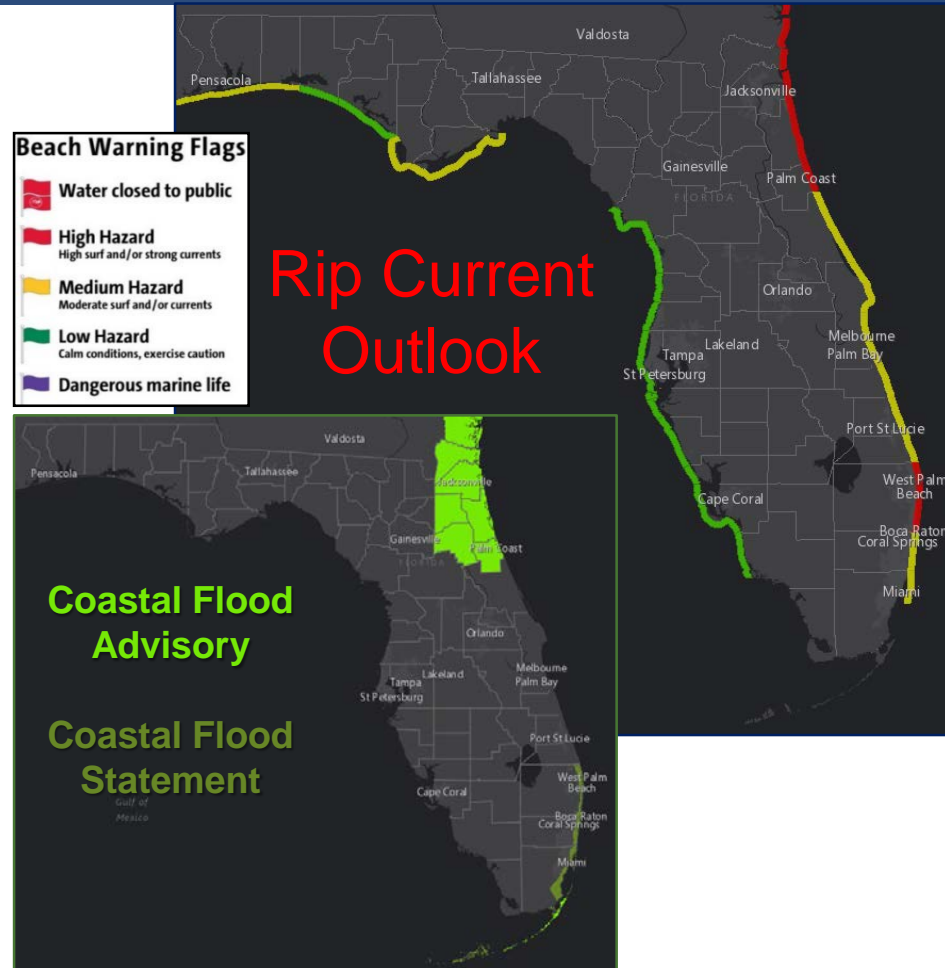 Valdosta
Pensacola
Tallahassee
Jacksonville
Gainesville
Palm Coast
FLORIDA
Orlando
Melbourne
Palm Bay
Lakeland
Tampa
St Petersburg
Port St Lucie
Cape Coral
West Palm
Beach
Boca Raton
Coral Springs
Miami
Rip Current
Outlook
Beach Warning Flags
Water closed to public
High Hazard
High surf and/or strong currents
Medium Hazard
Moderate surf and/or currents
Low Hazard
Calm conditions, exercise caution
Dangerous marine life
Valdosta
Pensacola
Tallahassee
Jacksonville
Gainesville
Palm Coast
FLORIDA
Coastal Flood
Advisory
Orlando
Lakeland
Melbourne
Palm Bay
Tampa
St Petersburg
Coastal Flood
Statement
Port St Lucie
Gulf of
Mexico
Cape Coral
West Palm
Beach
Boca Raton
Coral Springs
Miami